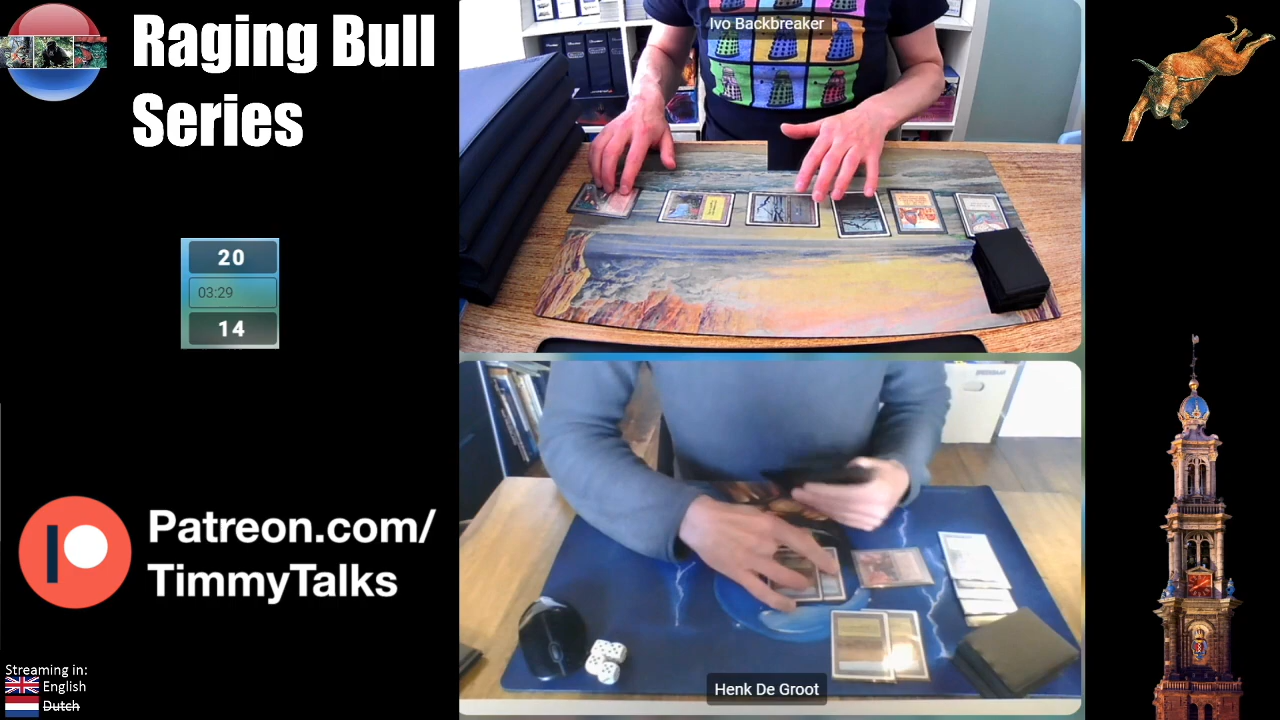 Raging Bull
Series
Ivo Backbreaker
20
03:29
14
Patreon.com/
TimmyTalks
Streaming in:
English
Dutch
Henk De Groot